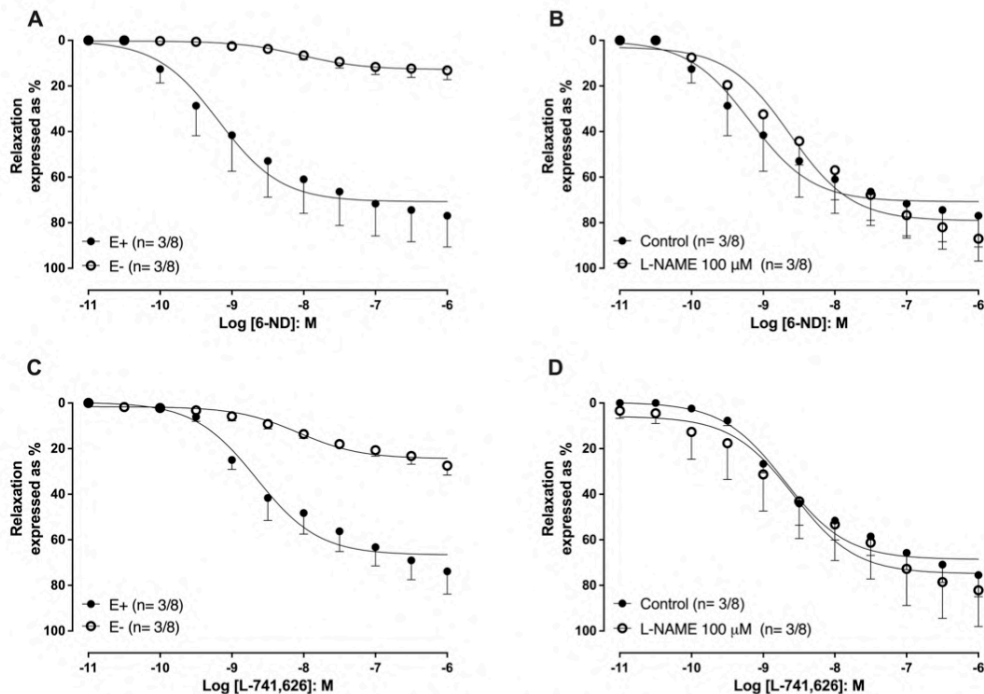 A
Relaxation
expressed as %
0
20
40
60
80
100
E+ (n= 3/8)
E- (n= 3/8)
-11 -10 -9 -8 -7 -6
Log [6-ND]: M
B
Relaxation
expressed as %
0
20
40
60
80
100
Control (n= 3/8)
L-NAME 100 µM (n= 3/8)
-11 -10 -9 -8 -7 -6
Log [6-ND]: M
C
Relaxation
expressed as %
0
20
40
60
80
100
E+ (n= 3/8)
E- (n= 3/8)
-11 -10 -9 -8 -7 -6
Log [L-741,626]: M
D
Relaxation
expressed as %
0
20
40
60
80
100
Control (n= 3/8)
L-NAME 100 µM (n= 3/8)
-11 -10 -9 -8 -7 -6
Log [L-741,626]: M